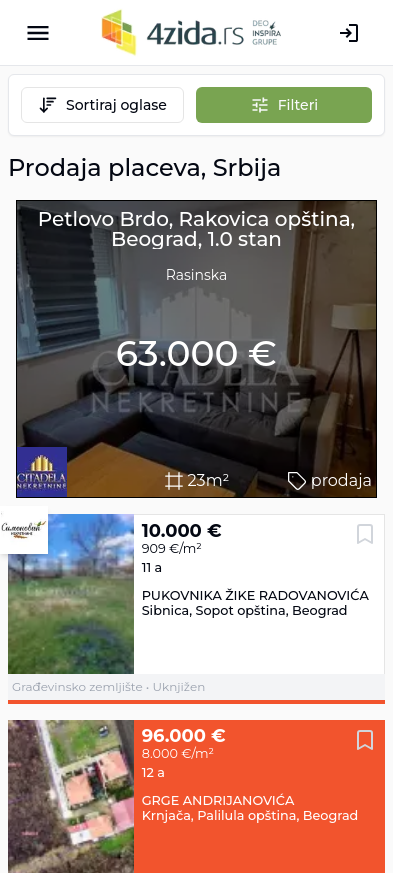 4zida.rs DEO
INSPIRA
GRUPE
Sortiraj oglase
Filteri
Prodaja placeva, Srbija
Petlovo Brdo, Rakovica opština,
Beograd, 1.0 stan
Rasinska
63.000 €
CITADELA
NEKRETNINE
CITADELA
NEKRETNINE
23m²
prodaja
Симоновић
10.000 €
909 €/m²
11 a
PUKOVNIKA ŽIKE RADOVANOVIĆA
Sibnica, Sopot opština, Beograd
Građevinsko zemljište • Uknjižen
96.000 €
8.000 €/m²
12 a
GRGE ANDRIJANOVIĆA
Krnjača, Palilula opština, Beograd